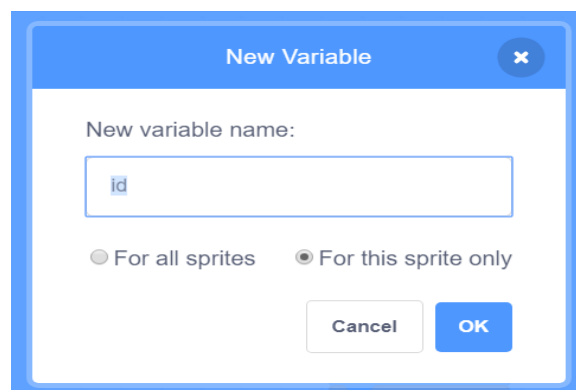 New Variable
New variable name:
id
For all sprites For this sprite only
Cancel OK